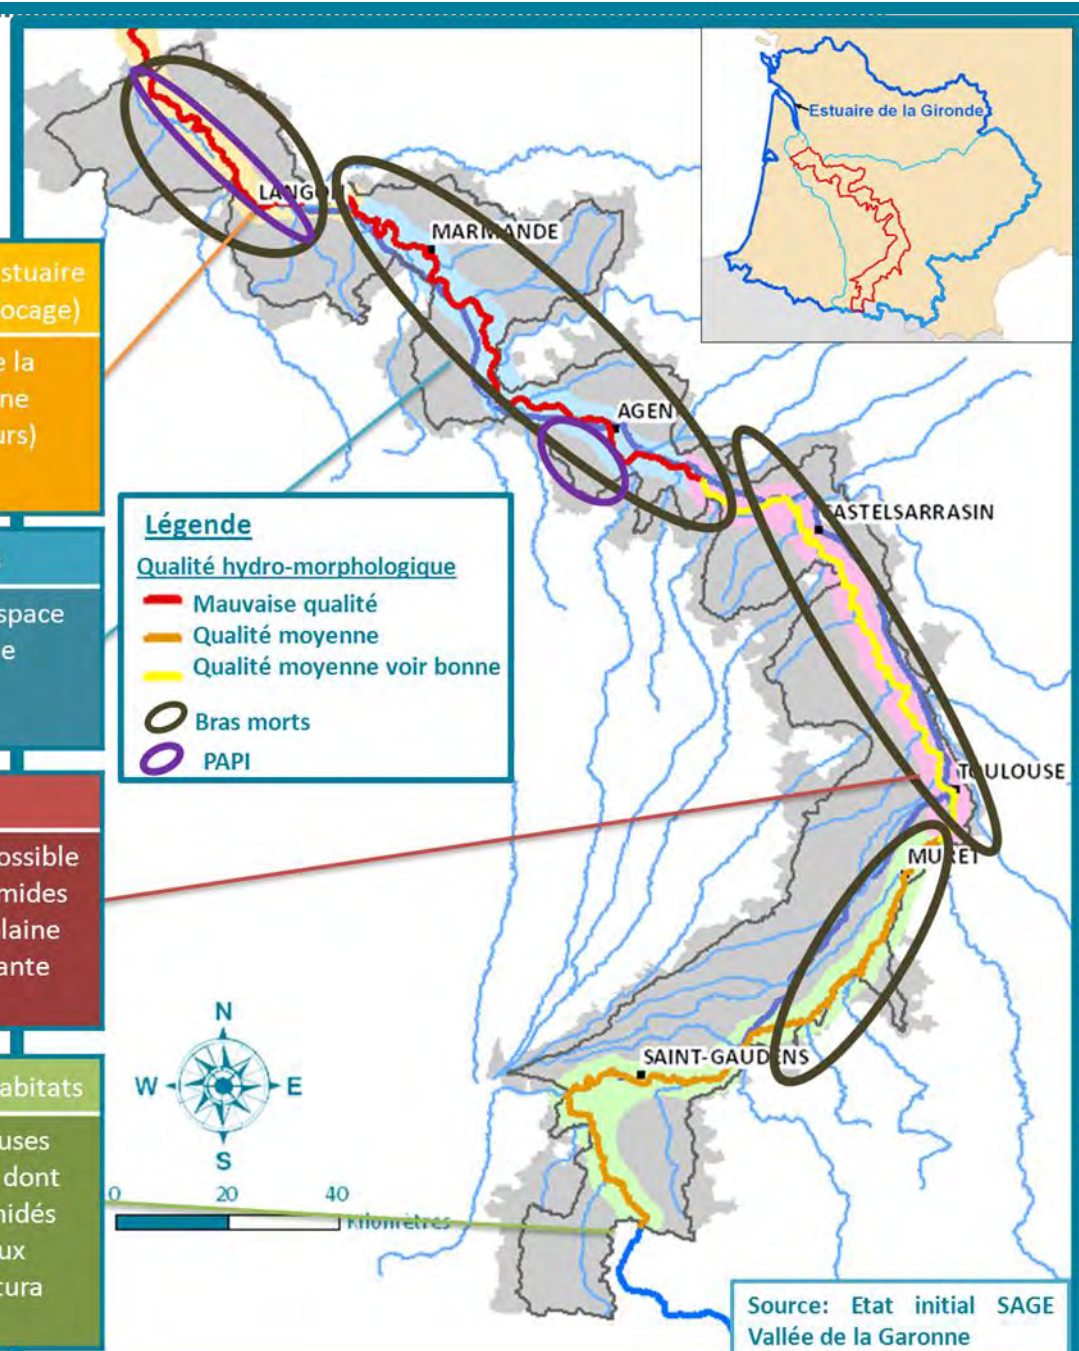 Estuaire de la Gironde
LANGON
MARMANDE
stuaire
ocage)
e la
ne
urs)
AGEN
CASTELSARRASIN
Légende
Qualité hydro-morphologique
Mauvaise qualité
Qualité moyenne
Qualité moyenne voir bonne
Bras morts
PAPI
space
e
TOULOUSE
ossible
mides
laine
ante
MURET
N
W E
S
SAINT-GAUDENS
abitats
uses
dont
nidés
ux
tura
0 20 40
Kilomètres
Source: Etat initial SAGE
Vallée de la Garonne